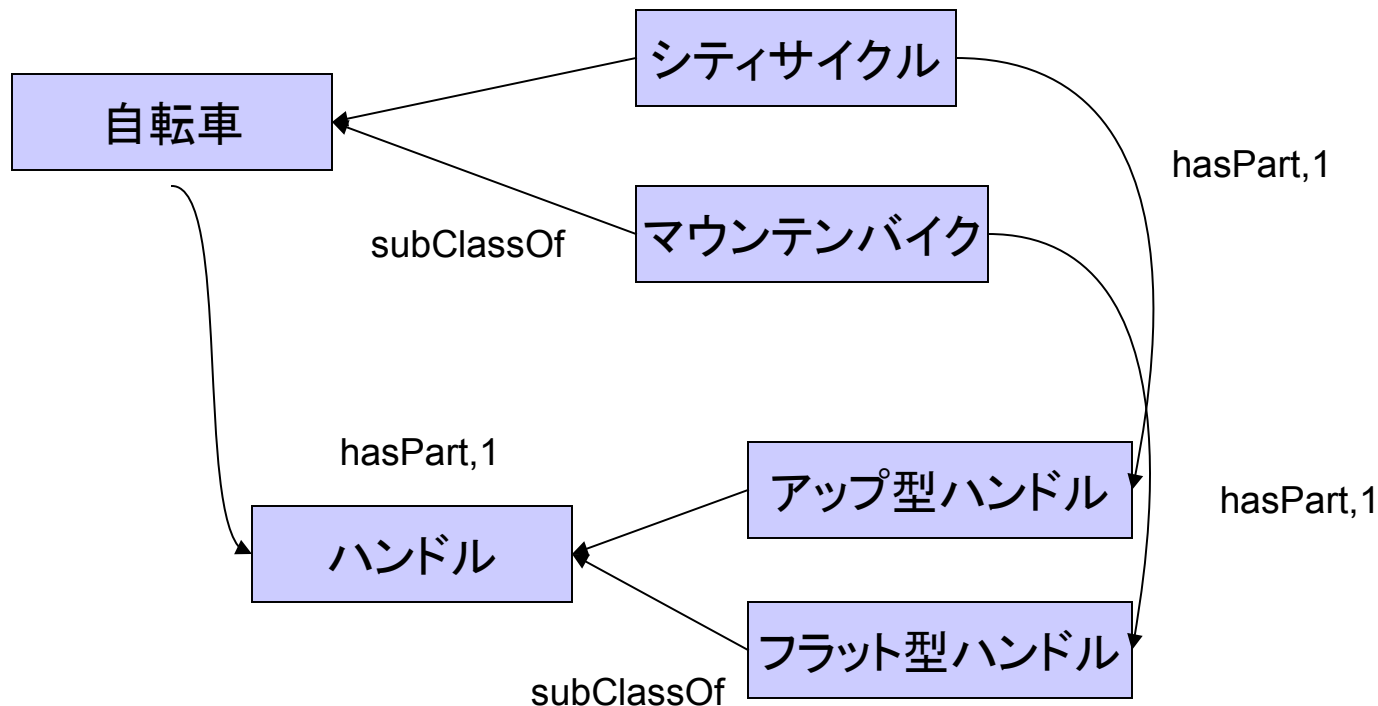 シティサイクル
自転車
hasPart,1
マウンテンバイク
subClassOf
hasPart,1
アップ型ハンドル
hasPart,1
ハンドル
フラット型ハンドル
subClassOf